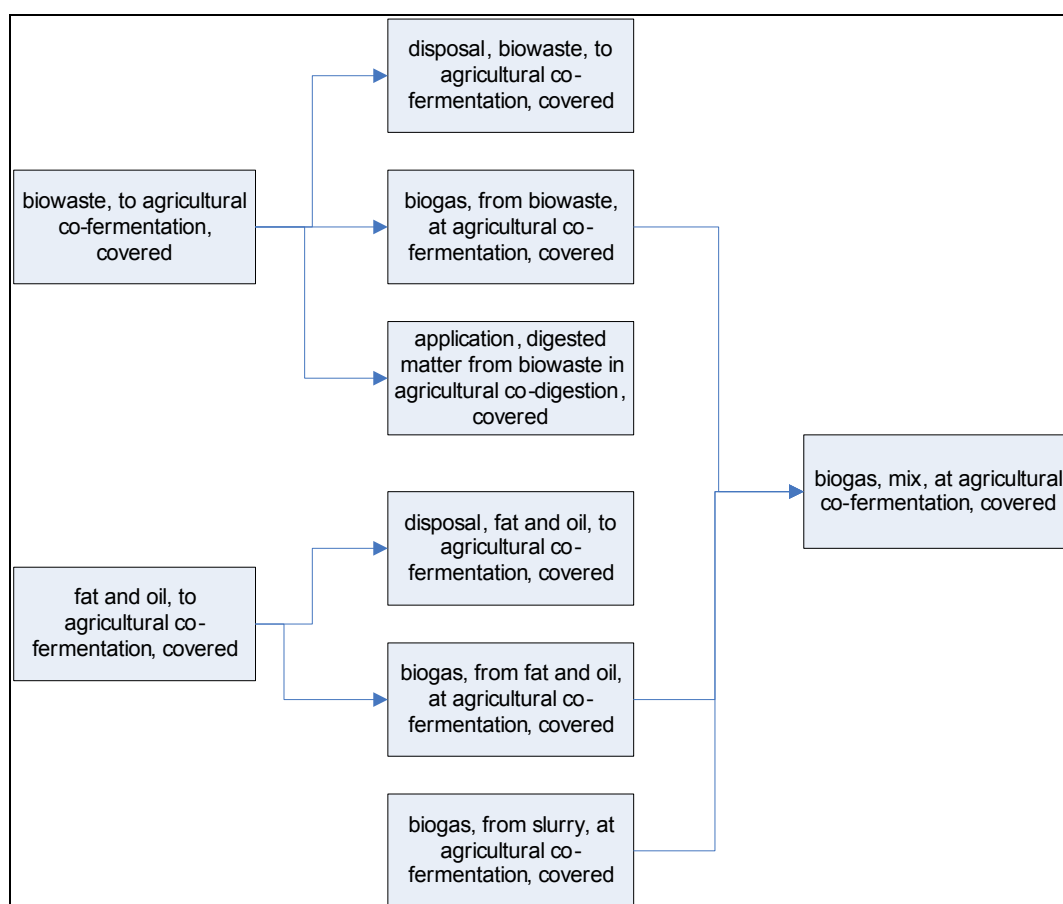 disposal, biowaste, to
agricultural co-
fermentation, covered
biowaste, to agricultural
co-fermentation,
covered
biogas, from biowaste,
at agricultural co-
fermentation, covered
application, digested
matter from biowaste in
agricultural co-digestion,
covered
biogas, mix, at agricultural
co-fermentation, covered
disposal, fat and oil, to
agricultural co-
fermentation, covered
fat and oil, to
agricultural co-
fermentation, covered
biogas, from fat and oil,
at agricultural co-
fermentation, covered
biogas, from slurry, at
agricultural co-
fermentation, covered